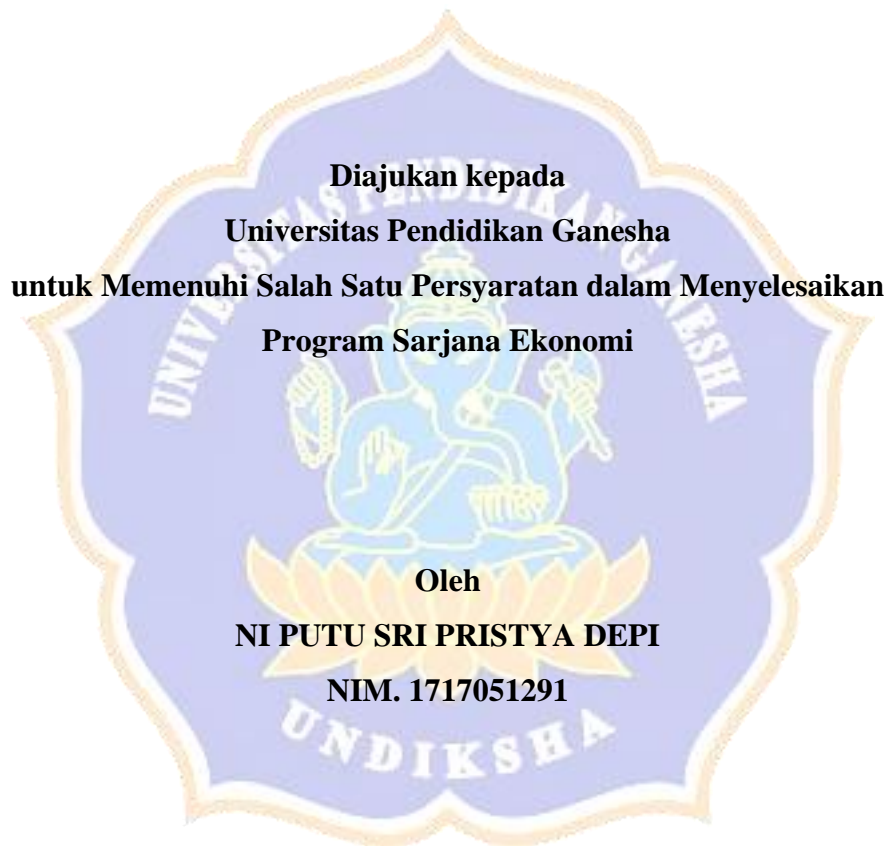 Diajukan kepada
Universitas Pendidikan Ganesha
untuk Memenuhi Salah Satu Persyaratan dalam Menyelesaikan
Program Sarjana Ekonomi
UNIVERSITAS PENDIDIKAN GANESHA
Oleh
NI PUTU SRI PRISTYA DEPI
NIM. 1717051291
UNDIKSHA